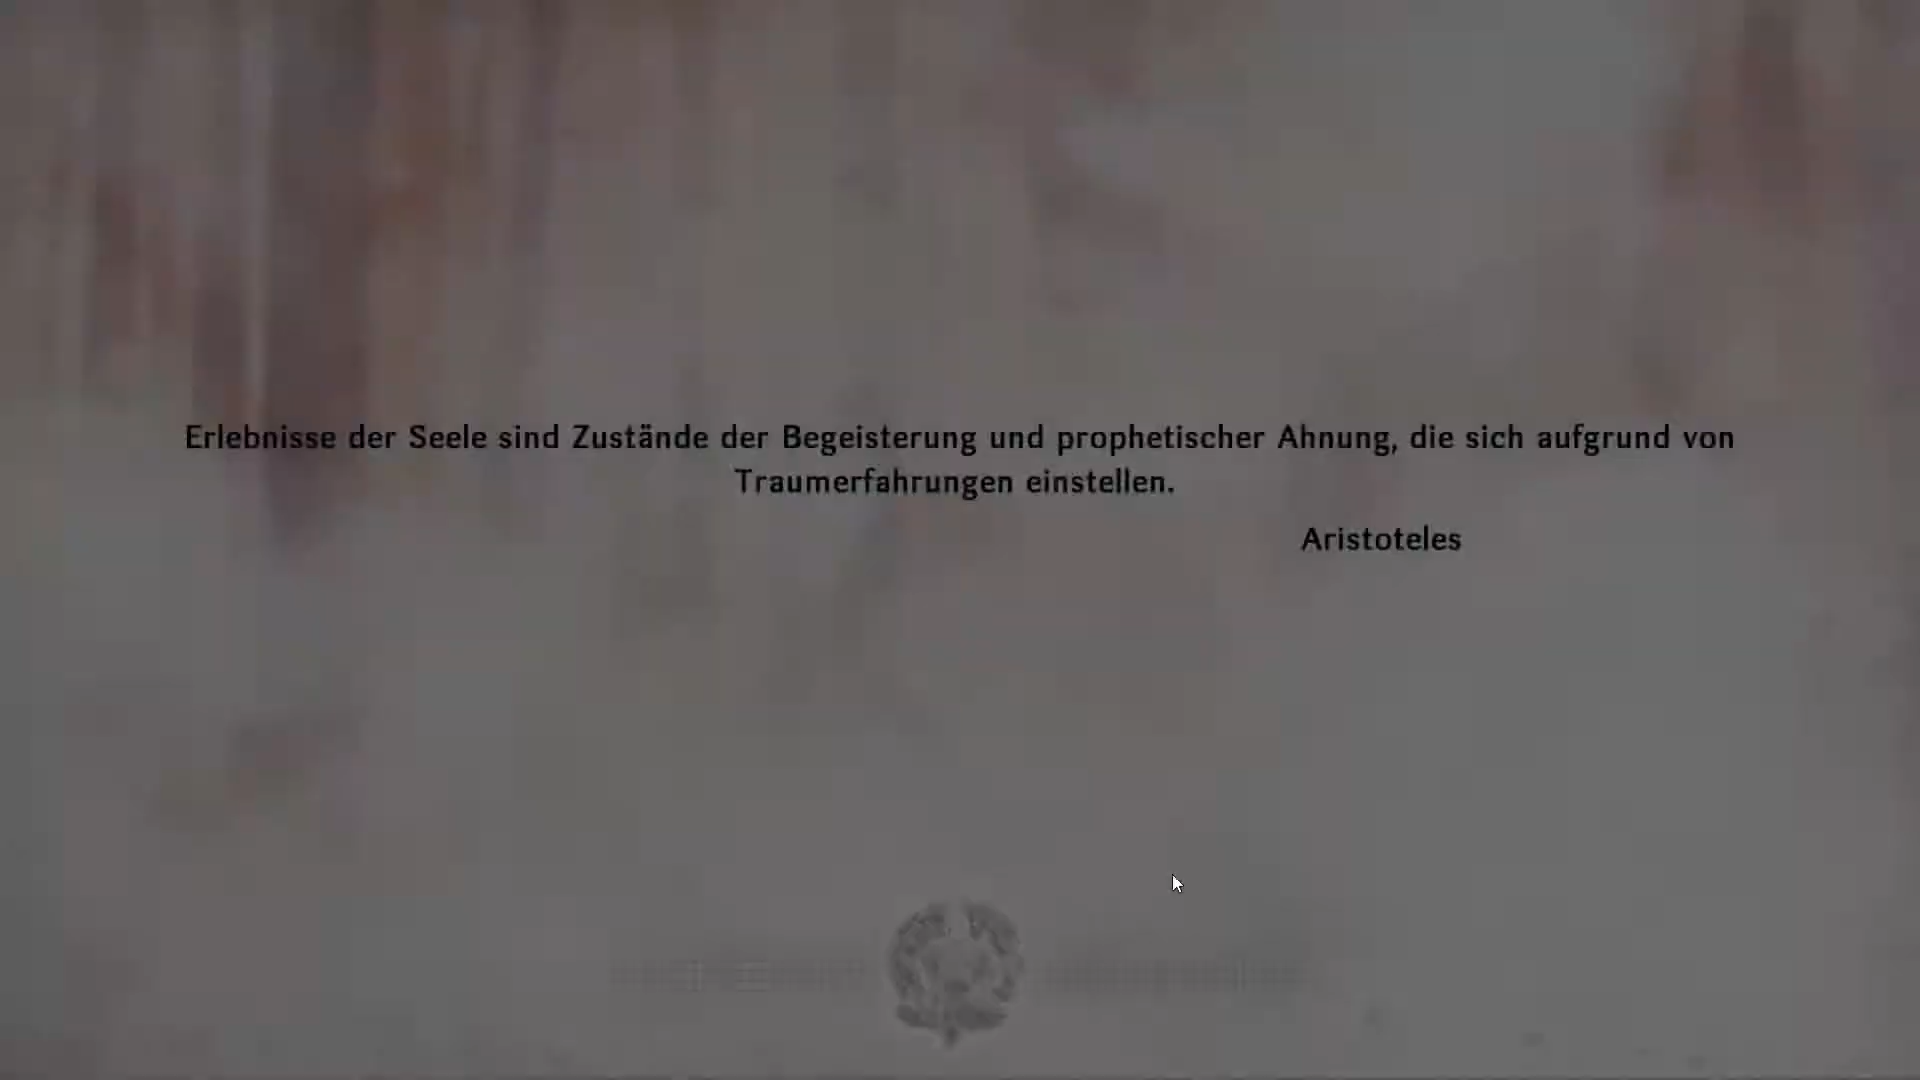 Erlebnisse der Seele sind Zustände der Begeisterung und prophetischer Ahnung, die sich aufgrund von
Traumerfahrungen einstellen.
Aristoteles